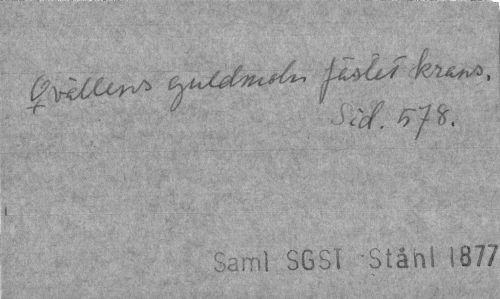 Qvällens guldmoln fästet krans.
Sid. 578.
Saml SGST Ståhl 1877